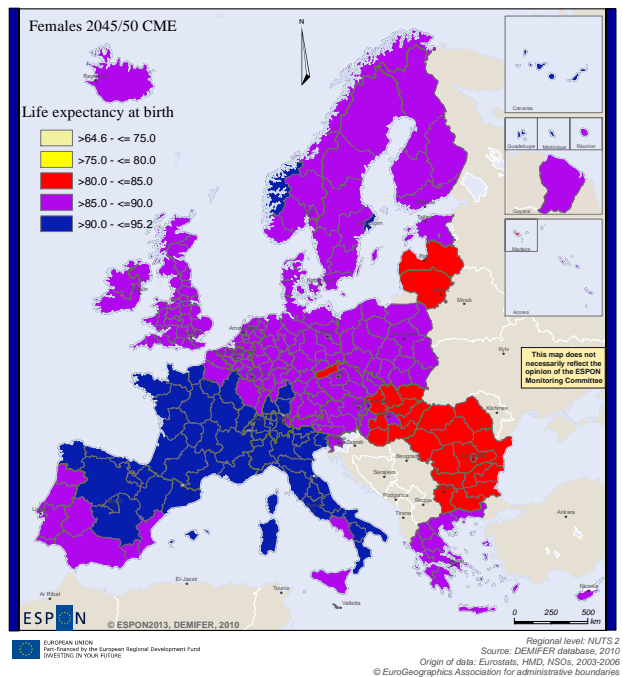 Females 2045/50 CME
N
Life expectancy at birth
>64.6 - <= 75.0
>75.0 - <= 80.0
>80.0 - <=85.0
>85.0 - <=90.0
>90.0 - <=95.2
Canarias
Guadeloupe
Martinique
Réunion
Guyane
Madeira
Acores
Minsk
Kyiv
This map does not
necessarily reflect the
opinion of the ESPON
Monitoring Committee
Kishinev
Zagreb
Sarajevo
Podgorica
Skopje
Tirana
Ankara
Nicosia
Ar Ribat
El-Jazair
Tounis
Valletta
0 250 500
km
ESPON
© ESPON2013, DEMIFER, 2010
EUROPEAN UNION
Part-financed by the European Regional Development Fund
INVESTING IN YOUR FUTURE
Regional level: NUTS 2
Source: DEMIFER database, 2010
Origin of data: Eurostats, HMD, NSOs, 2003-2006
© EuroGeographics Association for administrative boundaries